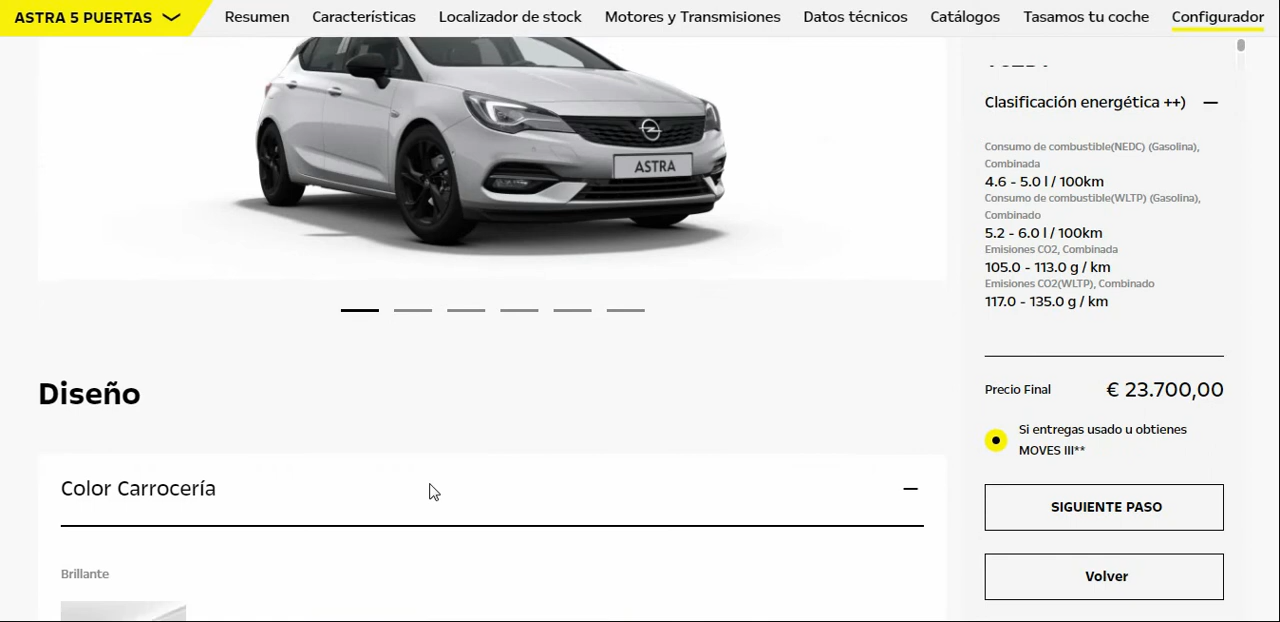 ASTRA 5 PUERTAS
Resumen
Características
Localizador de stock
Motores y Transmisiones
Datos técnicos
Catálogos
Tasamos tu coche
Configurador
ASTRA
Clasificación energética ++)
Consumo de combustible(NEDC) (Gasolina),
Combinada
4.6 - 5.0 l / 100km
Consumo de combustible(WLTP) (Gasolina),
Combinado
5.2 - 6.0 l / 100km
Emisiones CO2, Combinada
105.0 - 113.0 g / km
Emisiones CO2(WLTP), Combinado
117.0 - 135.0 g / km
Precio Final
€ 23.700,00
Si entregas usado u obtienes
MOVES III**
SIGUIENTE PASO
Volver
Diseño
Color Carrocería
Brillante